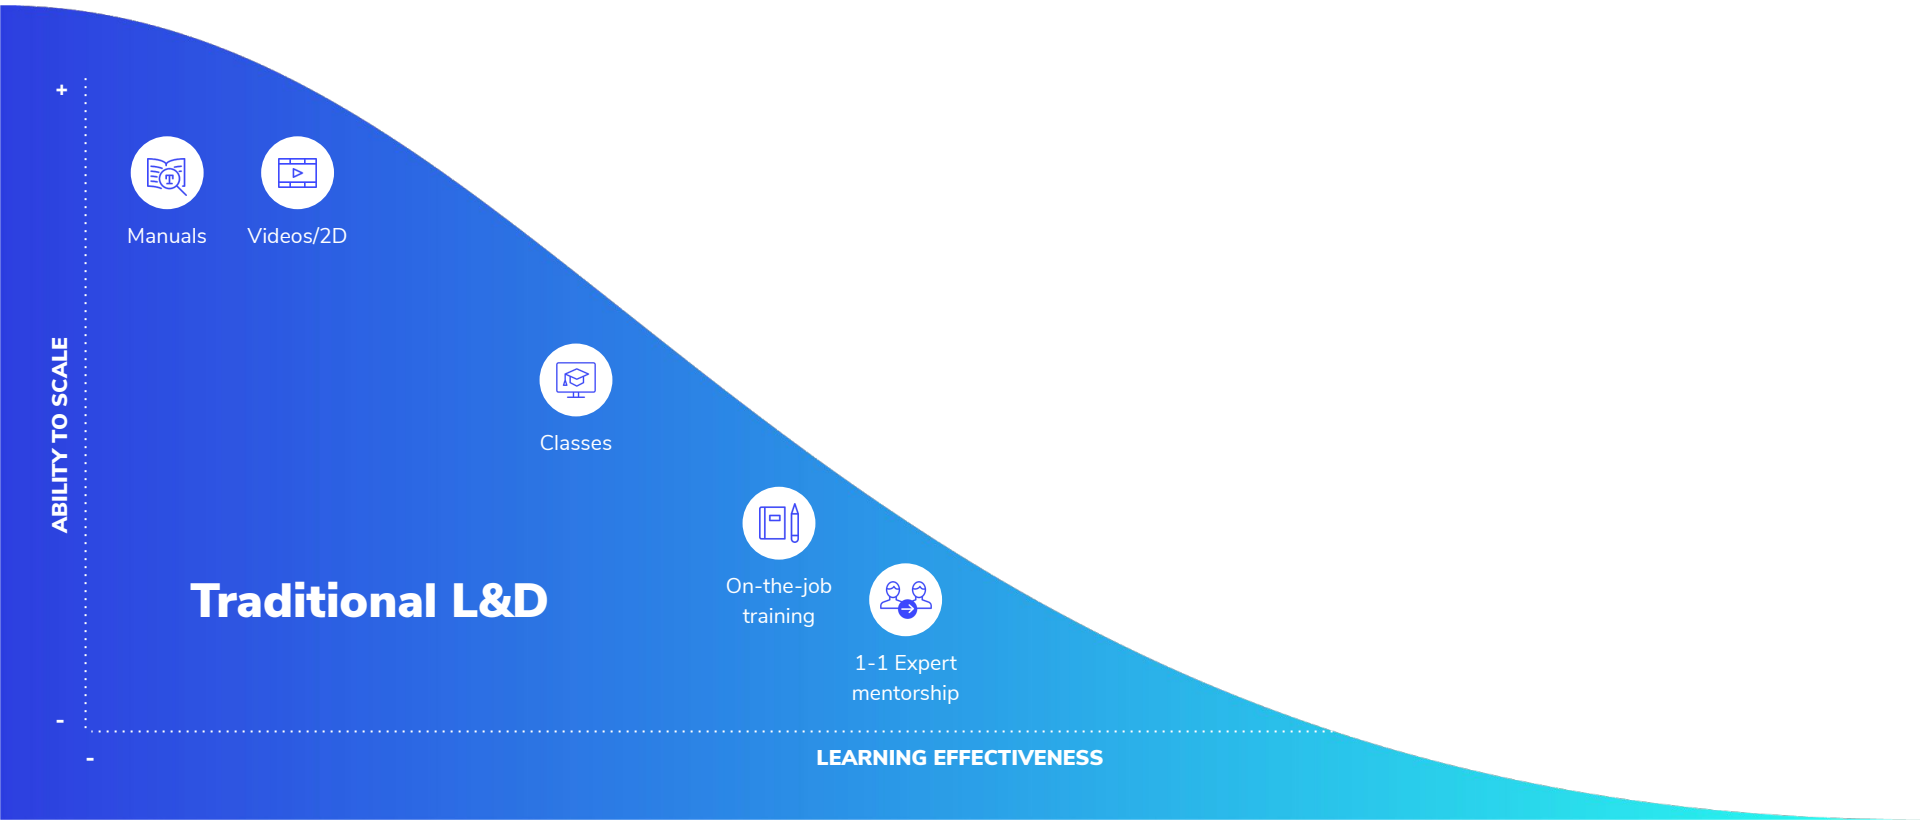 +
Manuals
Videos/2D
ABILITY TO SCALE
Classes
Traditional L&D
On-the-job
training
1-1 Expert
mentorship
-
-
LEARNING EFFECTIVENESS